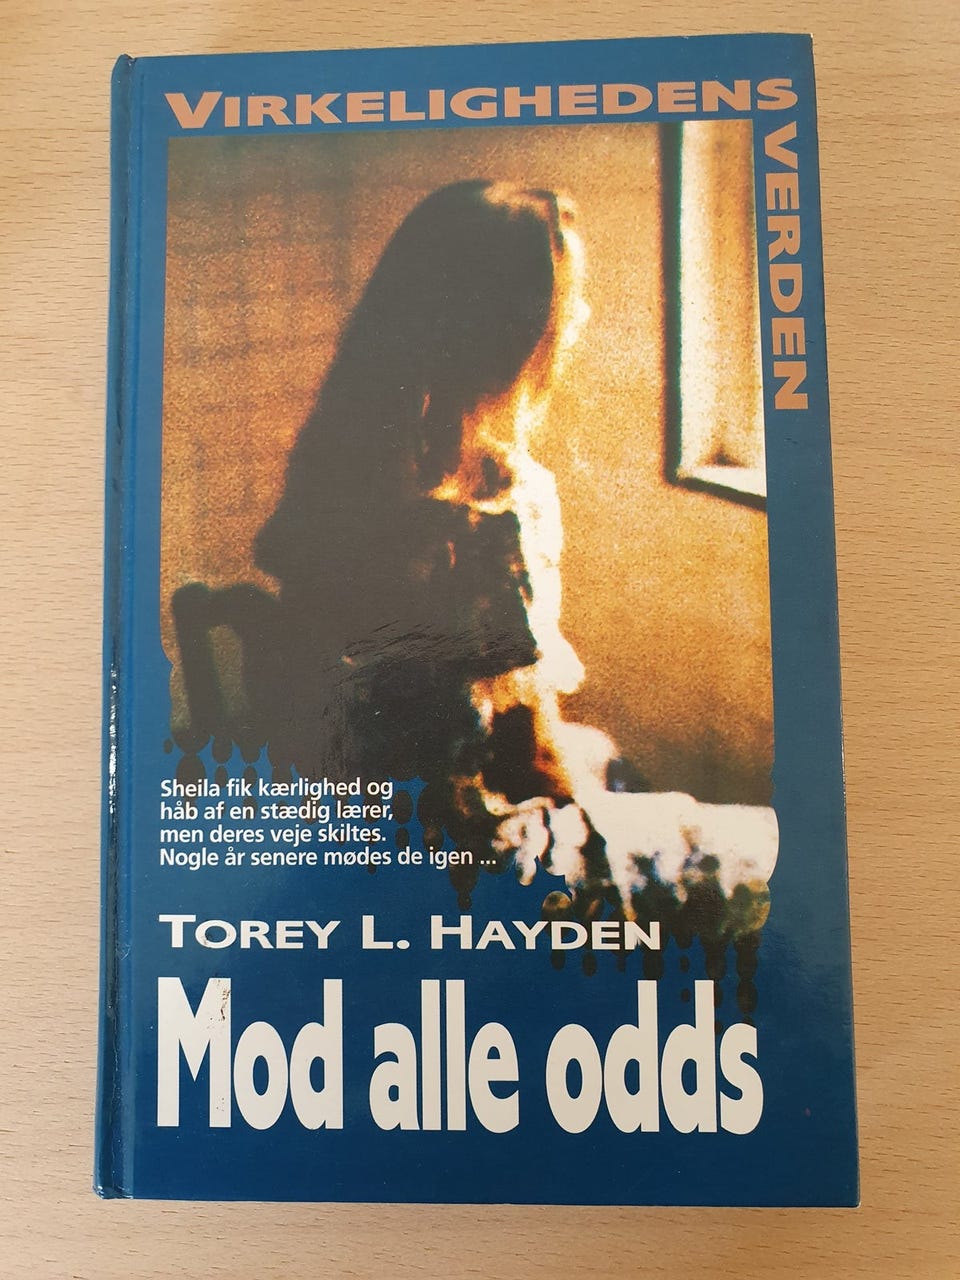 VIRKELIGHEDENS
VERDEN
Sheila fik kærlighed og
håb af en stædig lærer,
men deres veje skiltes.
Nogle år senere mødes de igen ...
TOREY L. HAYDEN
Mod alle odds